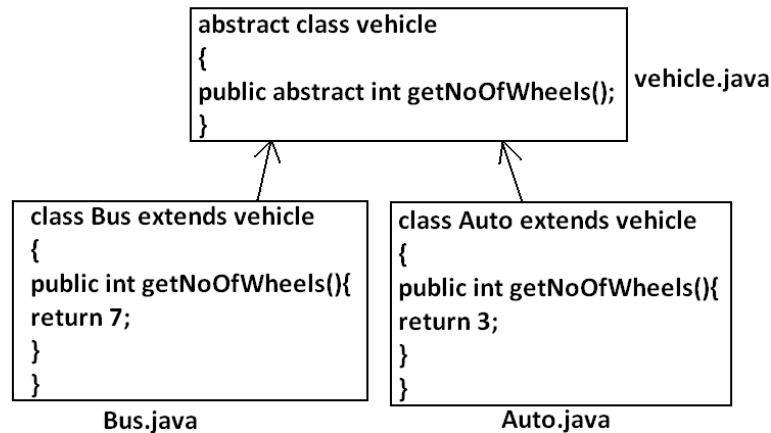 abstract class vehicle
{
public abstract int getNoOfWheels();
}
vehicle.java
class Bus extends vehicle
{
public int getNoOfWheels(){
return 7;
}
}
Bus.java
class Auto extends vehicle
{
public int getNoOfWheels(){
return 3;
}
}
Auto.java